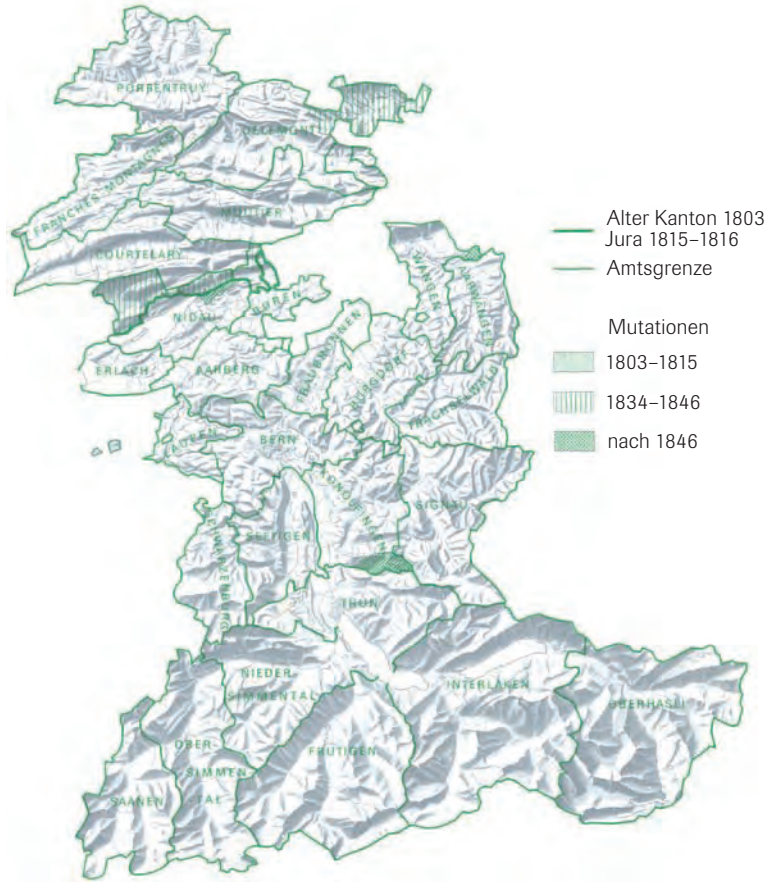 PORRENTRUY
DELEMONT
FRANCHES-MONTAGNES
MOUTIER
COURTELARY
Alter Kanton 1803
Jura 1815–1816
Amtsgrenze
Mutationen
1803–1815
1834–1846
nach 1846
WANGEN
AARWANGEN
BÜREN
NIDAU
ERLACH
AARBERG
FRAUBRUNNEN
BURGDORF
TRACHSELWALD
LAUPEN
BERN
KONOLFINGEN
SIGNAU
SEFTIGEN
SCHWARZENBURG
THUN
NIEDER-
SIMMENTAL
INTERLAKEN
OBERHASLI
OBER-
SIMMEN
TAL
FRUTIGEN
SAANEN